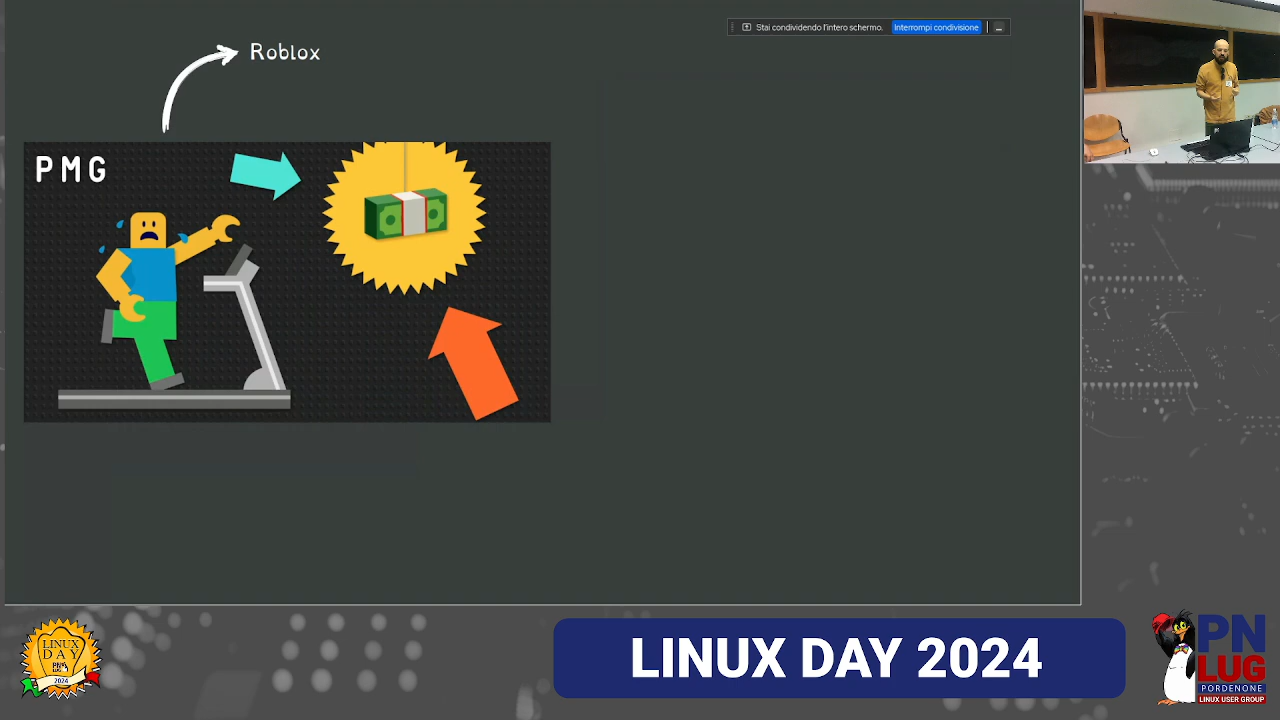 Stai condividendo l'intero schermo. Interrompi condivisione
Roblox
PMG
LINUX
DAY
2024
LINUX DAY 2024
PN
LUG
PORDENONE
LINUX USER GROUP